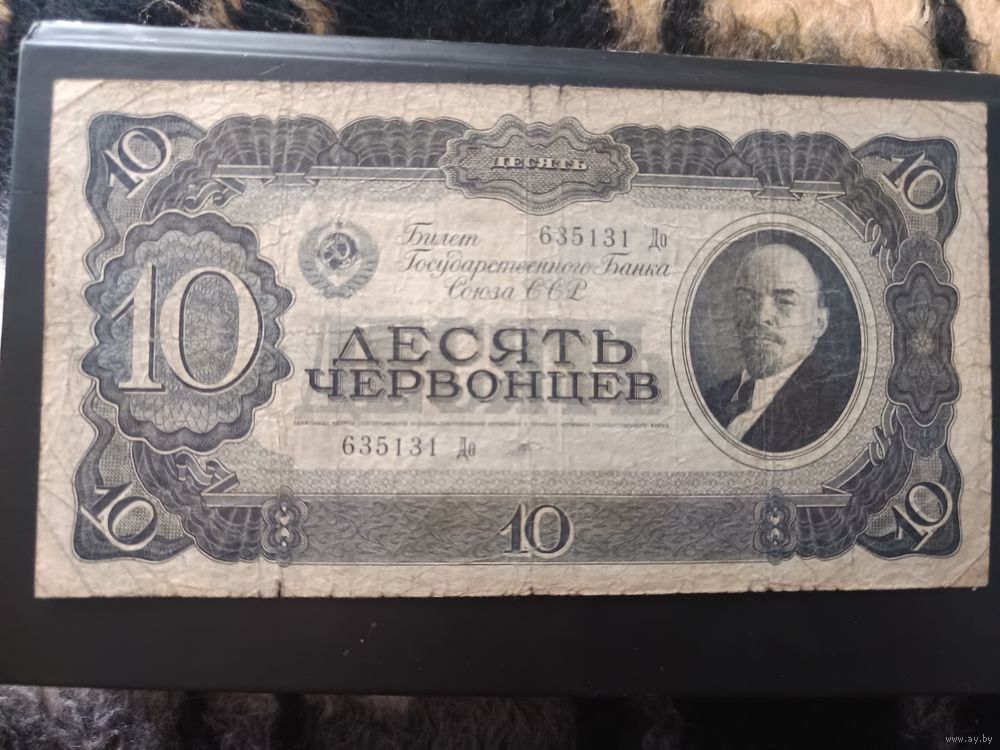 10
10
ДЕСЯТЬ
Билет 635131 До
Государственного Банка
Союза ССР
10
ДЕСЯТЬ
ЧЕРВОНЦЕВ
635131 До
10
10
10
www.ay.by